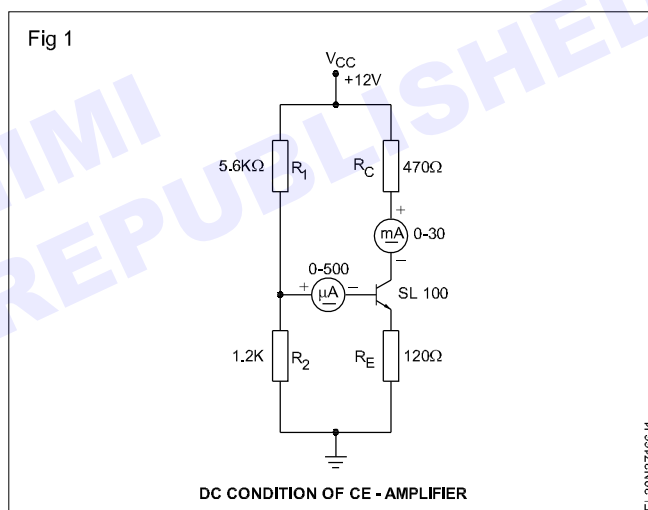 Fig 1
VCC
+12V
5.6KΩ R1
RC 470Ω
+
mA 0-30
−
0-500
+ µA −
SL 100
1.2K R2
RE 120Ω
DC CONDITION OF CE - AMPLIFIER
NIMI
REPUBLISHED